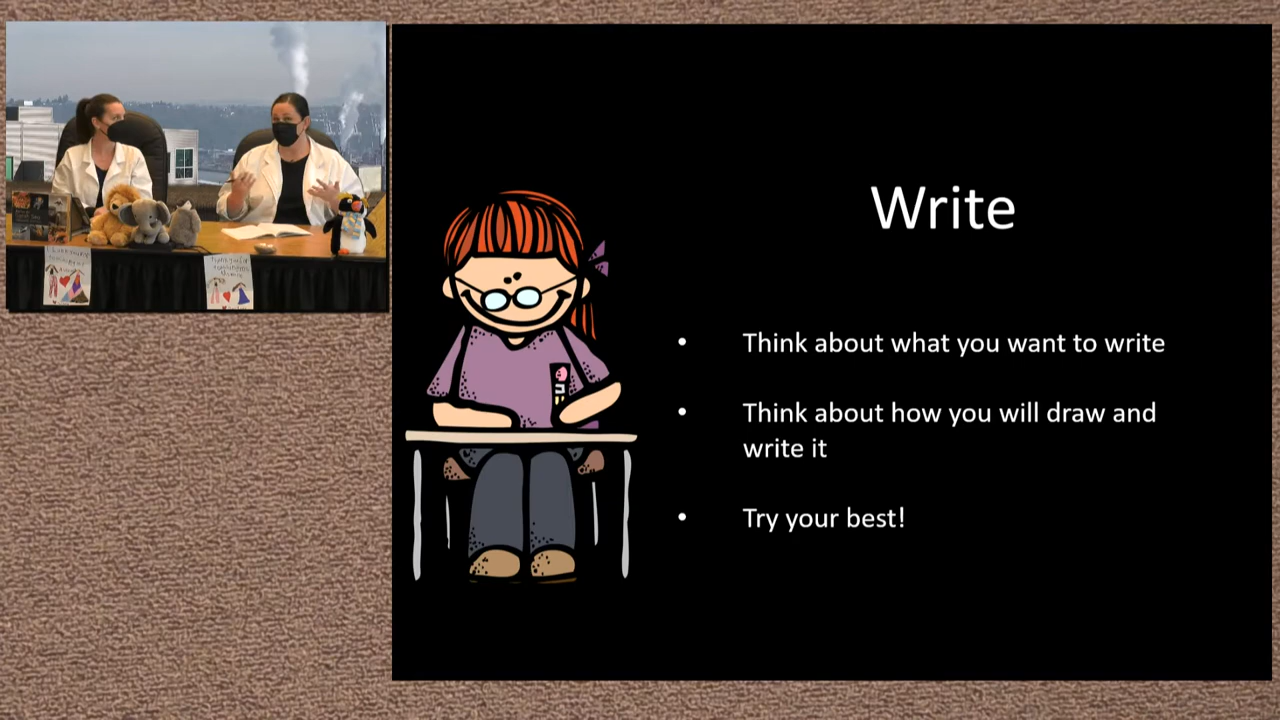 Write
• Think about what you want to write
• Think about how you will draw and
write it
• Try your best!